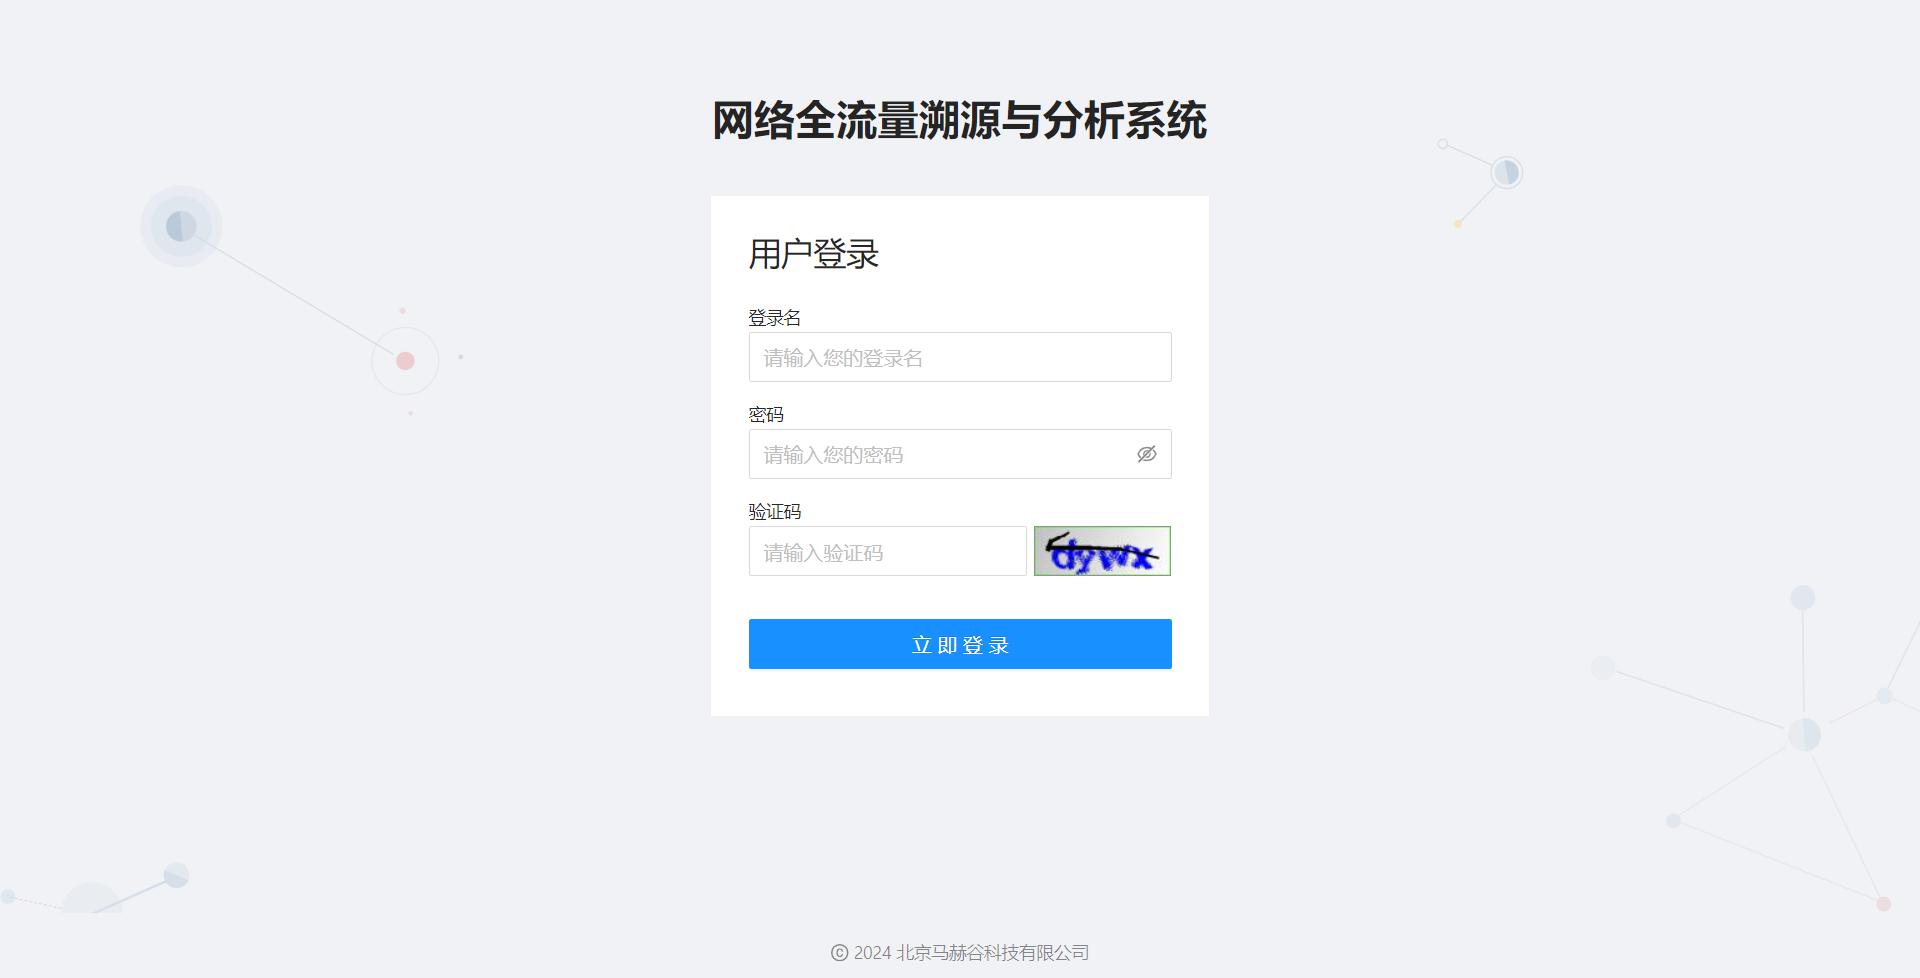 网络全流量溯源与分析系统
用户登录
登录名
请输入您的登录名
密码
请输入您的密码
验证码
请输入验证码
dywx
立即登录
© 2024 北京马赫谷科技有限公司